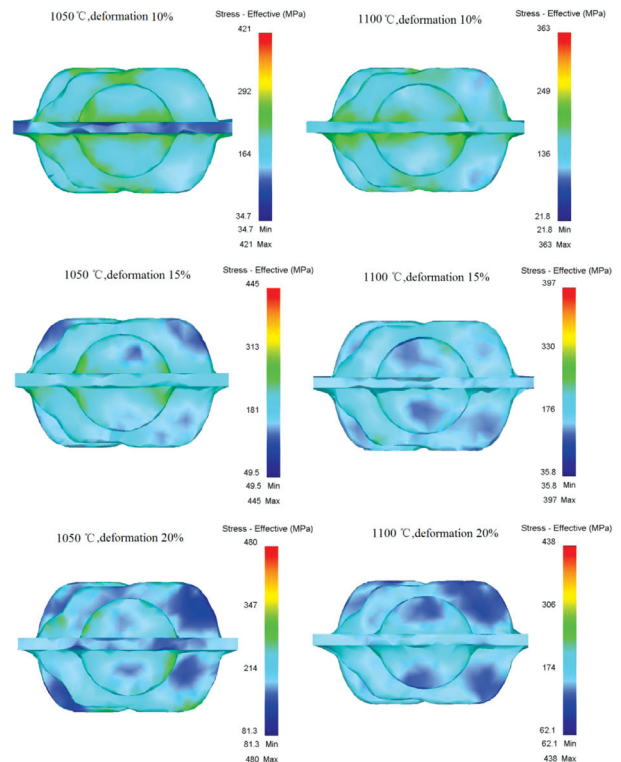 1050 ℃,deformation 10%
Stress - Effective (MPa)
421
292
164
34.7
34.7 Min
421 Max
1100 ℃,deformation 10%
Stress - Effective (MPa)
363
249
136
21.8
21.8 Min
363 Max
1050 ℃,deformation 15%
Stress - Effective (MPa)
445
313
181
49.5
49.5 Min
445 Max
1100 ℃,deformation 15%
Stress - Effective (MPa)
397
330
176
35.8
35.8 Min
397 Max
1050 ℃,deformation 20%
Stress - Effective (MPa)
480
347
214
81.3
81.3 Min
480 Max
1100 ℃,deformation 20%
Stress - Effective (MPa)
438
306
174
62.1
62.1 Min
438 Max